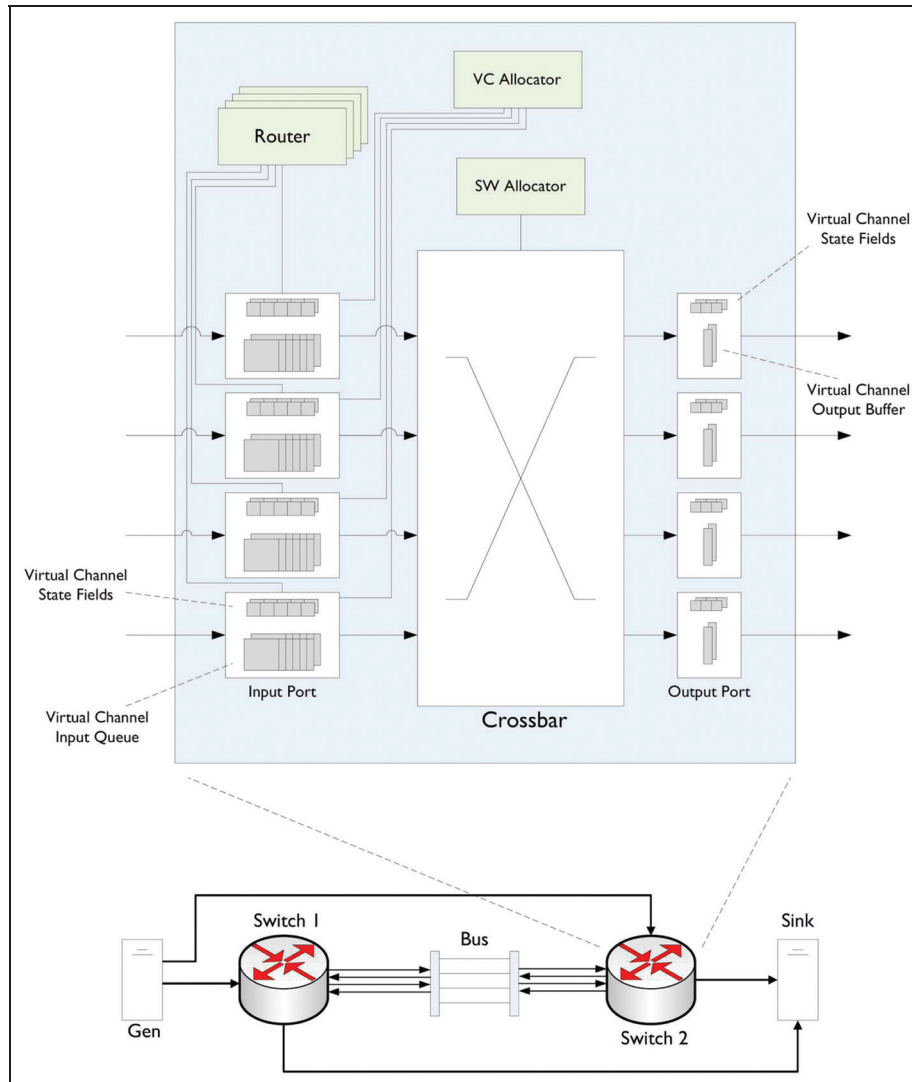 VC Allocator
Router
SW Allocator
Virtual Channel
State Fields
Virtual Channel
Output Buffer
Virtual Channel
State Fields
Input Port
Output Port
Virtual Channel
Input Queue
Crossbar
Switch 1
Bus
Sink
Gen
Switch 2